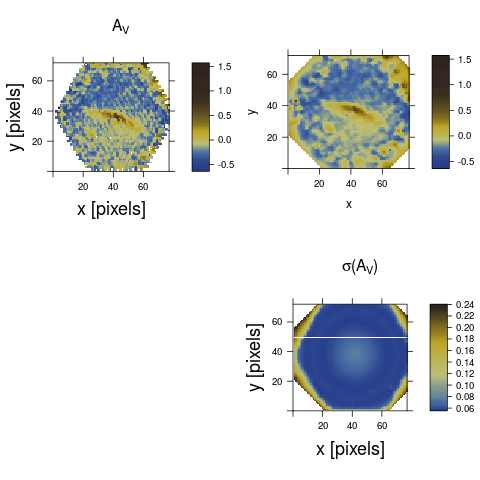 A_V
60
40
20
y [pixels]
20 40 60
x [pixels]
1.5
1.0
0.5
0.0
-0.5
60
40
20
y
20 40 60
x
1.5
1.0
0.5
0.0
-0.5
σ(A_V)
60
40
20
y [pixels]
20 40 60
x [pixels]
0.24
0.22
0.20
0.18
0.16
0.14
0.12
0.10
0.08
0.06